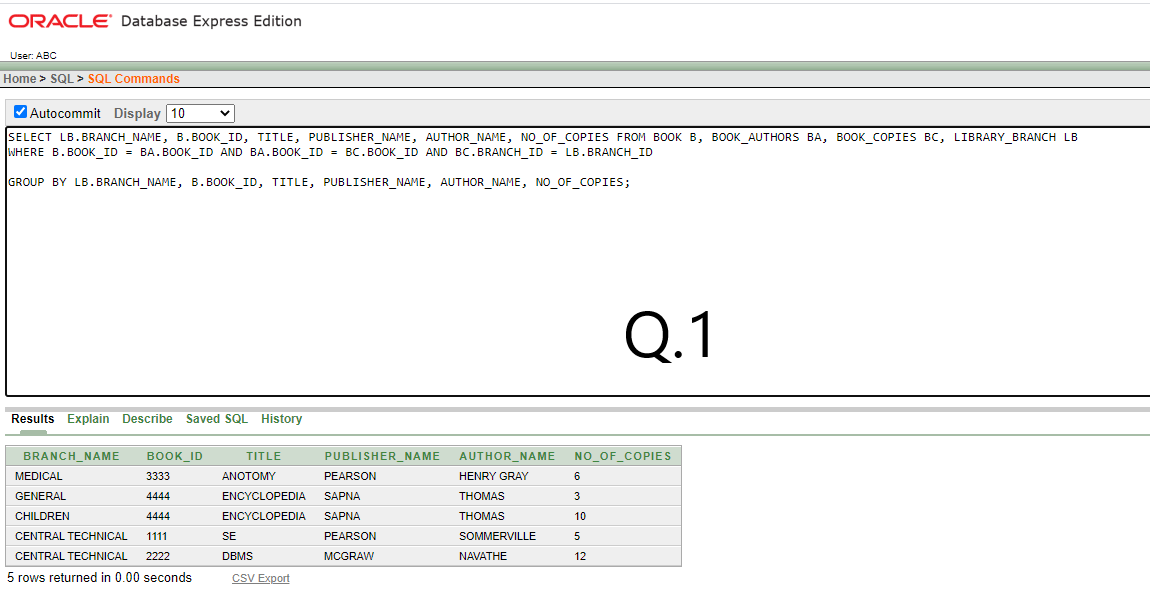 ORACLE® Database Express Edition
User: ABC
Home > SQL > SQL Commands
Autocommit Display 10
SELECT LB.BRANCH_NAME, B.BOOK_ID, TITLE, PUBLISHER_NAME, AUTHOR_NAME, NO_OF_COPIES FROM BOOK B, BOOK_AUTHORS BA, BOOK_COPIES BC, LIBRARY_BRANCH LB
WHERE B.BOOK_ID = BA.BOOK_ID AND BA.BOOK_ID = BC.BOOK_ID AND BC.BRANCH_ID = LB.BRANCH_ID
GROUP BY LB.BRANCH_NAME, B.BOOK_ID, TITLE, PUBLISHER_NAME, AUTHOR_NAME, NO_OF_COPIES;
Q.1
Results Explain Describe Saved SQL History
BRANCH_NAME BOOK_ID TITLE PUBLISHER_NAME AUTHOR_NAME NO_OF_COPIES
MEDICAL 3333 ANOTOMY PEARSON HENRY GRAY 6
GENERAL 4444 ENCYCLOPEDIA SAPNA THOMAS 3
CHILDREN 4444 ENCYCLOPEDIA SAPNA THOMAS 10
CENTRAL TECHNICAL 1111 SE PEARSON SOMMERVILLE 5
CENTRAL TECHNICAL 2222 DBMS MCGRAW NAVATHE 12
5 rows returned in 0.00 seconds CSV Export